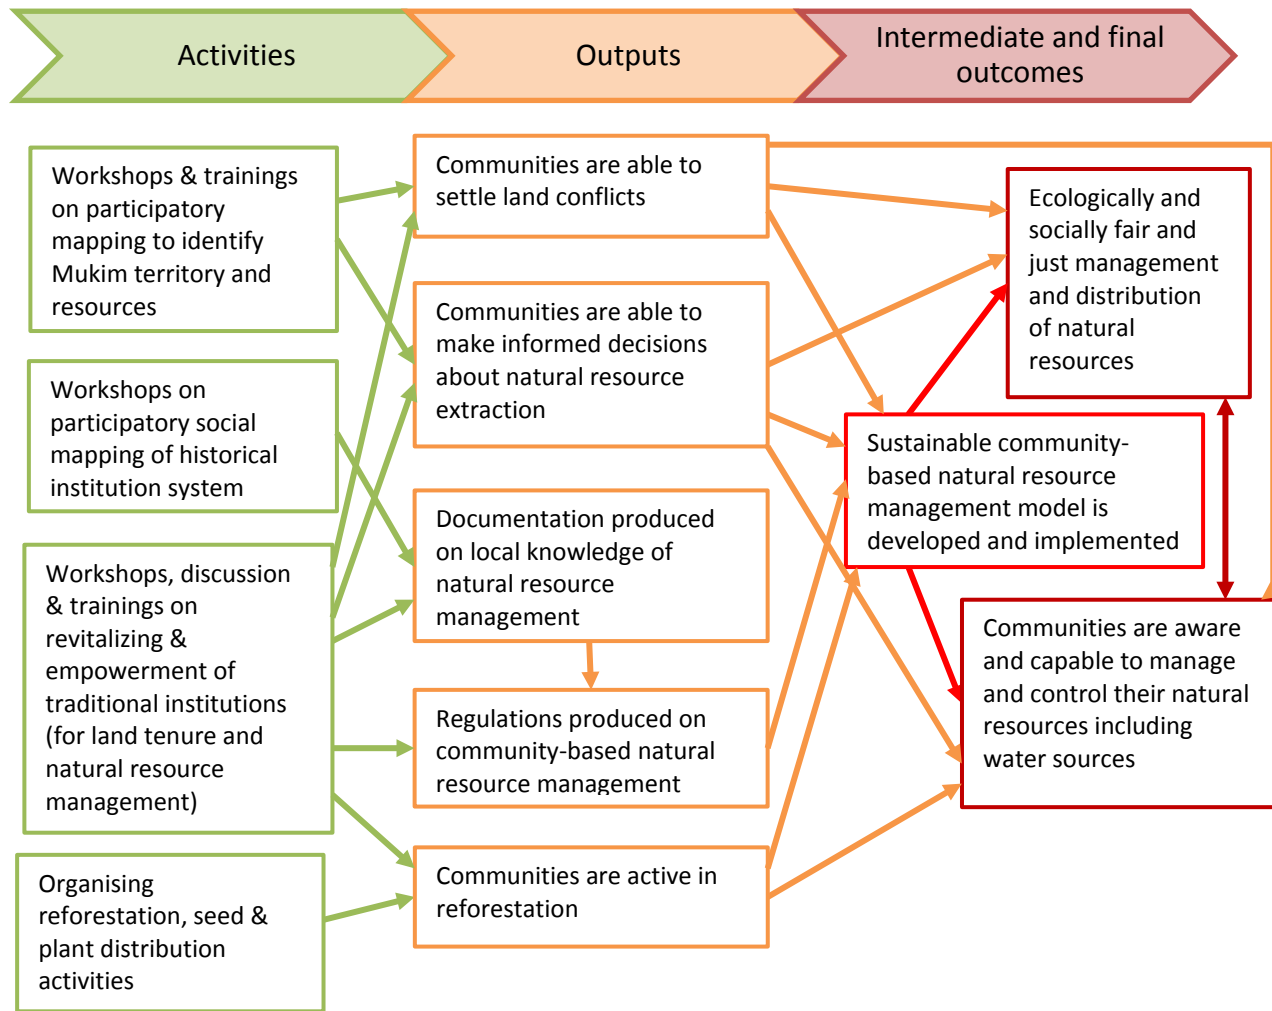 Activities
Outputs
Intermediate and final
outcomes
Workshops & trainings
on participatory
mapping to identify
Mukim territory and
resources
Workshops on
participatory social
mapping of historical
institution system
Workshops, discussion
& trainings on
revitalizing &
empowerment of
traditional institutions
(for land tenure and
natural resource
management)
Organising
reforestation, seed &
plant distribution
activities
Communities are able to
settle land conflicts
Communities are able to
make informed decisions
about natural resource
extraction
Documentation produced
on local knowledge of
natural resource
management
Regulations produced on
community-based natural
resource management
Communities are active in
reforestation
Ecologically and
socially fair and
just management
and distribution
of natural
resources
Sustainable community-
based natural resource
management model is
developed and implemented
Communities are aware
and capable to manage
and control their natural
resources including
water sources